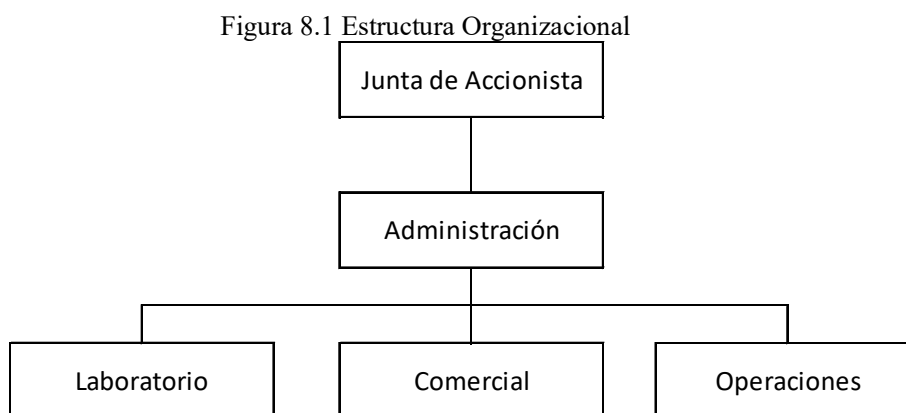 Figura 8.1 Estructura Organizacional
Junta de Accionista
Administración
Laboratorio
Comercial
Operaciones